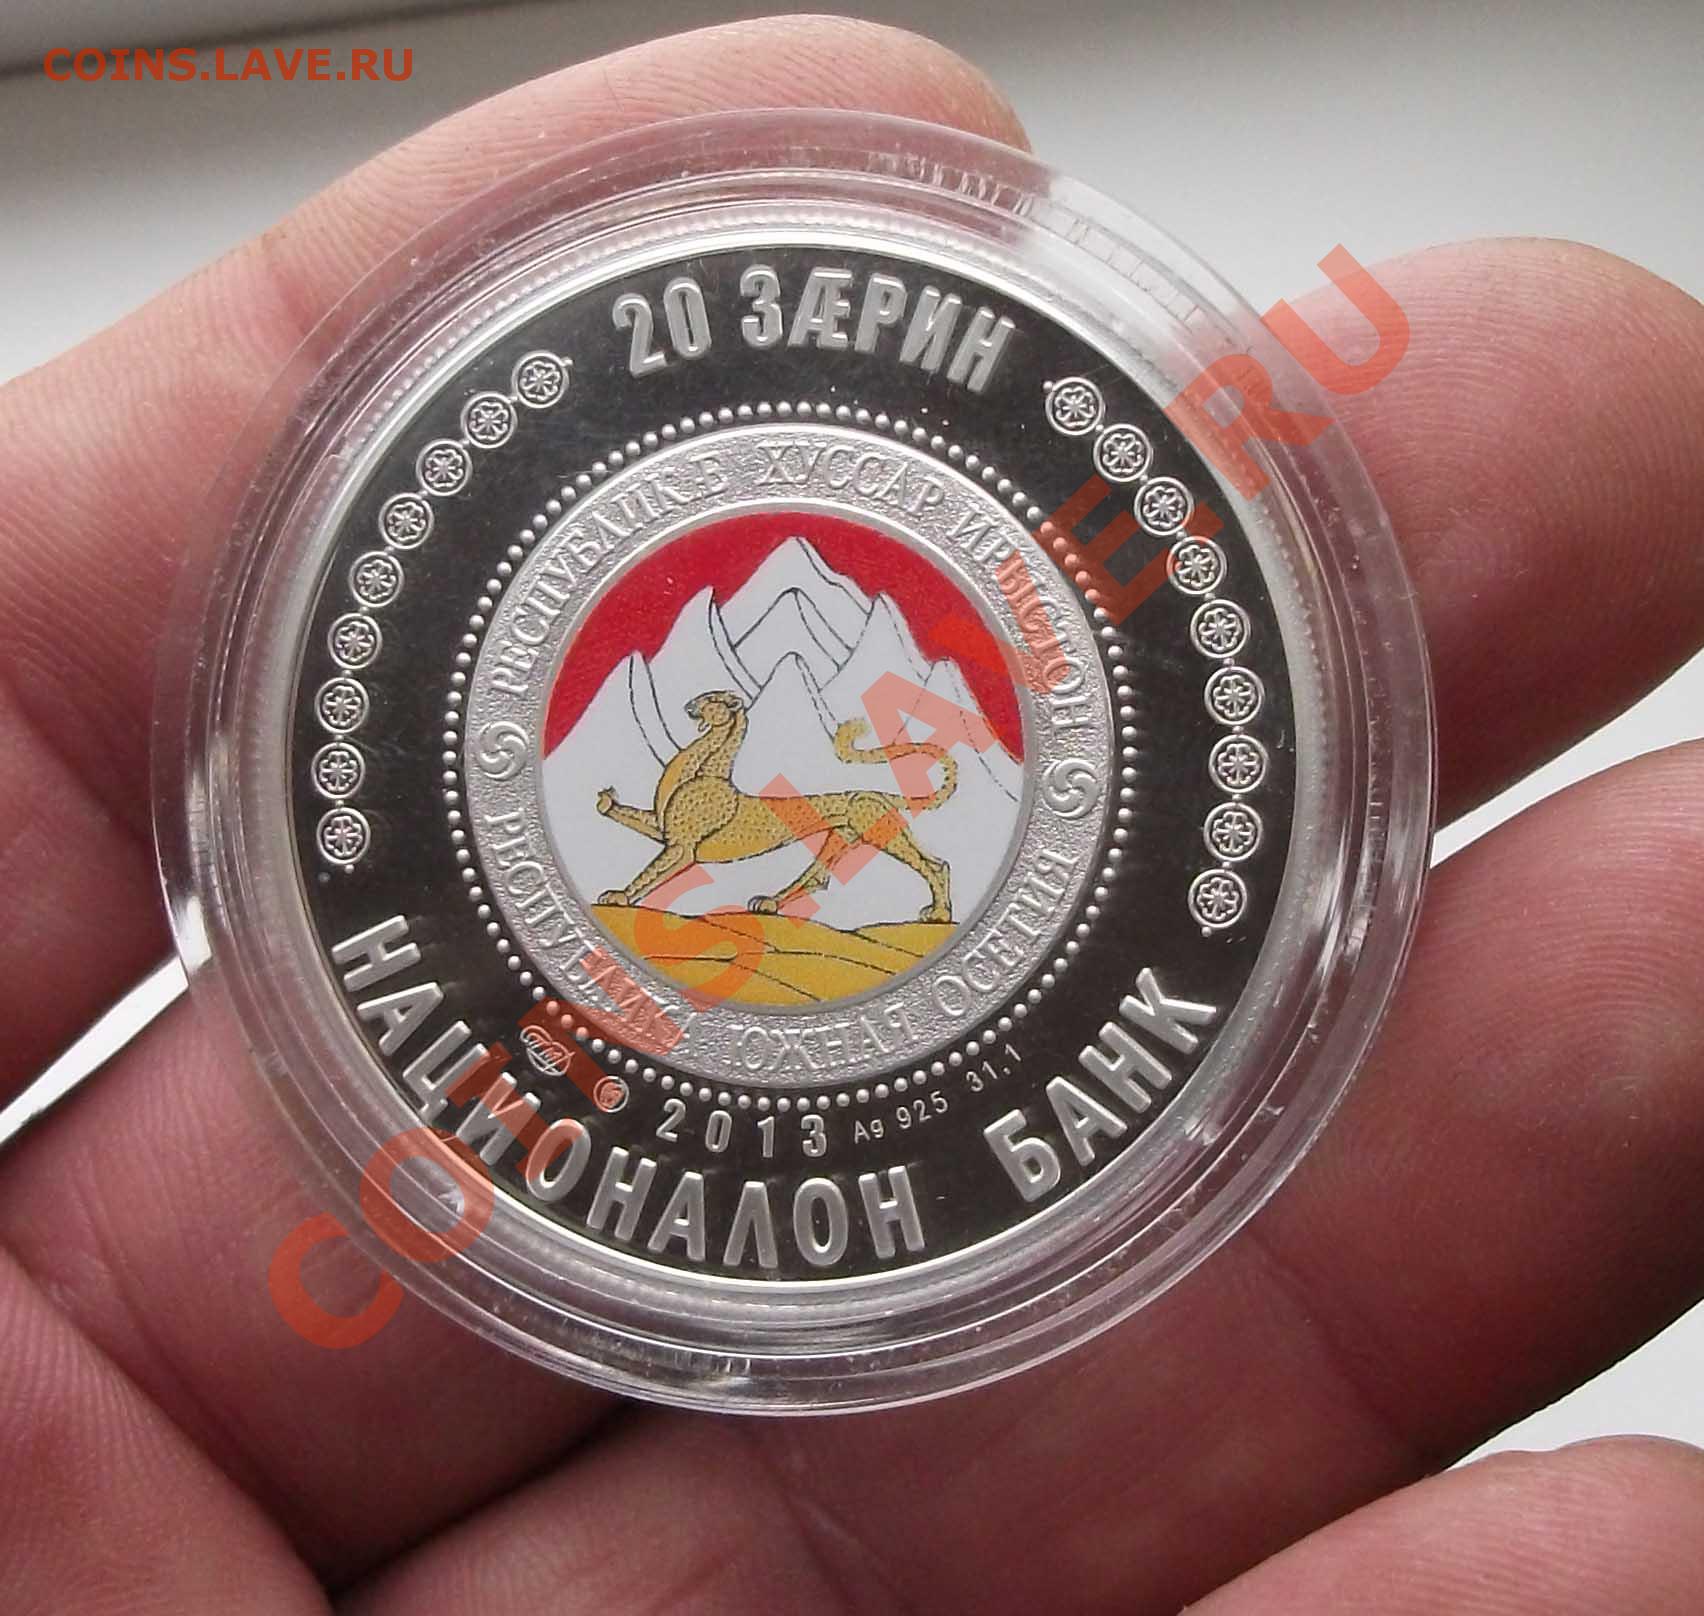 COINS.LAVE.RU
20 ЗÆРИН
РЕСПУБЛИКÆ ХУССАР ИРЫСТОН
РЕСПУБЛИКА ЮЖНАЯ ОСЕТИЯ
2013 Ag 925 31,1
НАЦИОНАЛОН БАНК
COINS.LAVE.RU